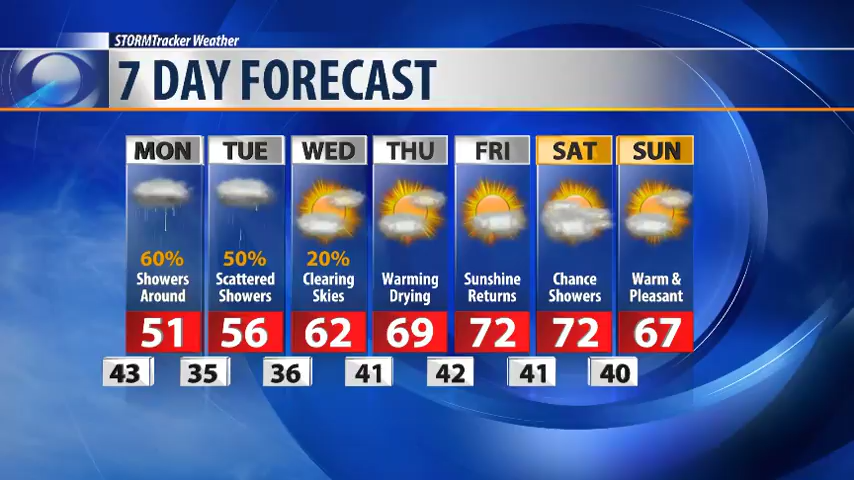 STORMTracker Weather
7 DAY FORECAST
MON TUE WED THU FRI SAT SUN
60% 50% 20%
Showers Scattered Clearing Warming Sunshine Chance Warm &
Around Showers Skies Drying Returns Showers Pleasant
51 56 62 69 72 72 67
43 35 36 41 42 41 40